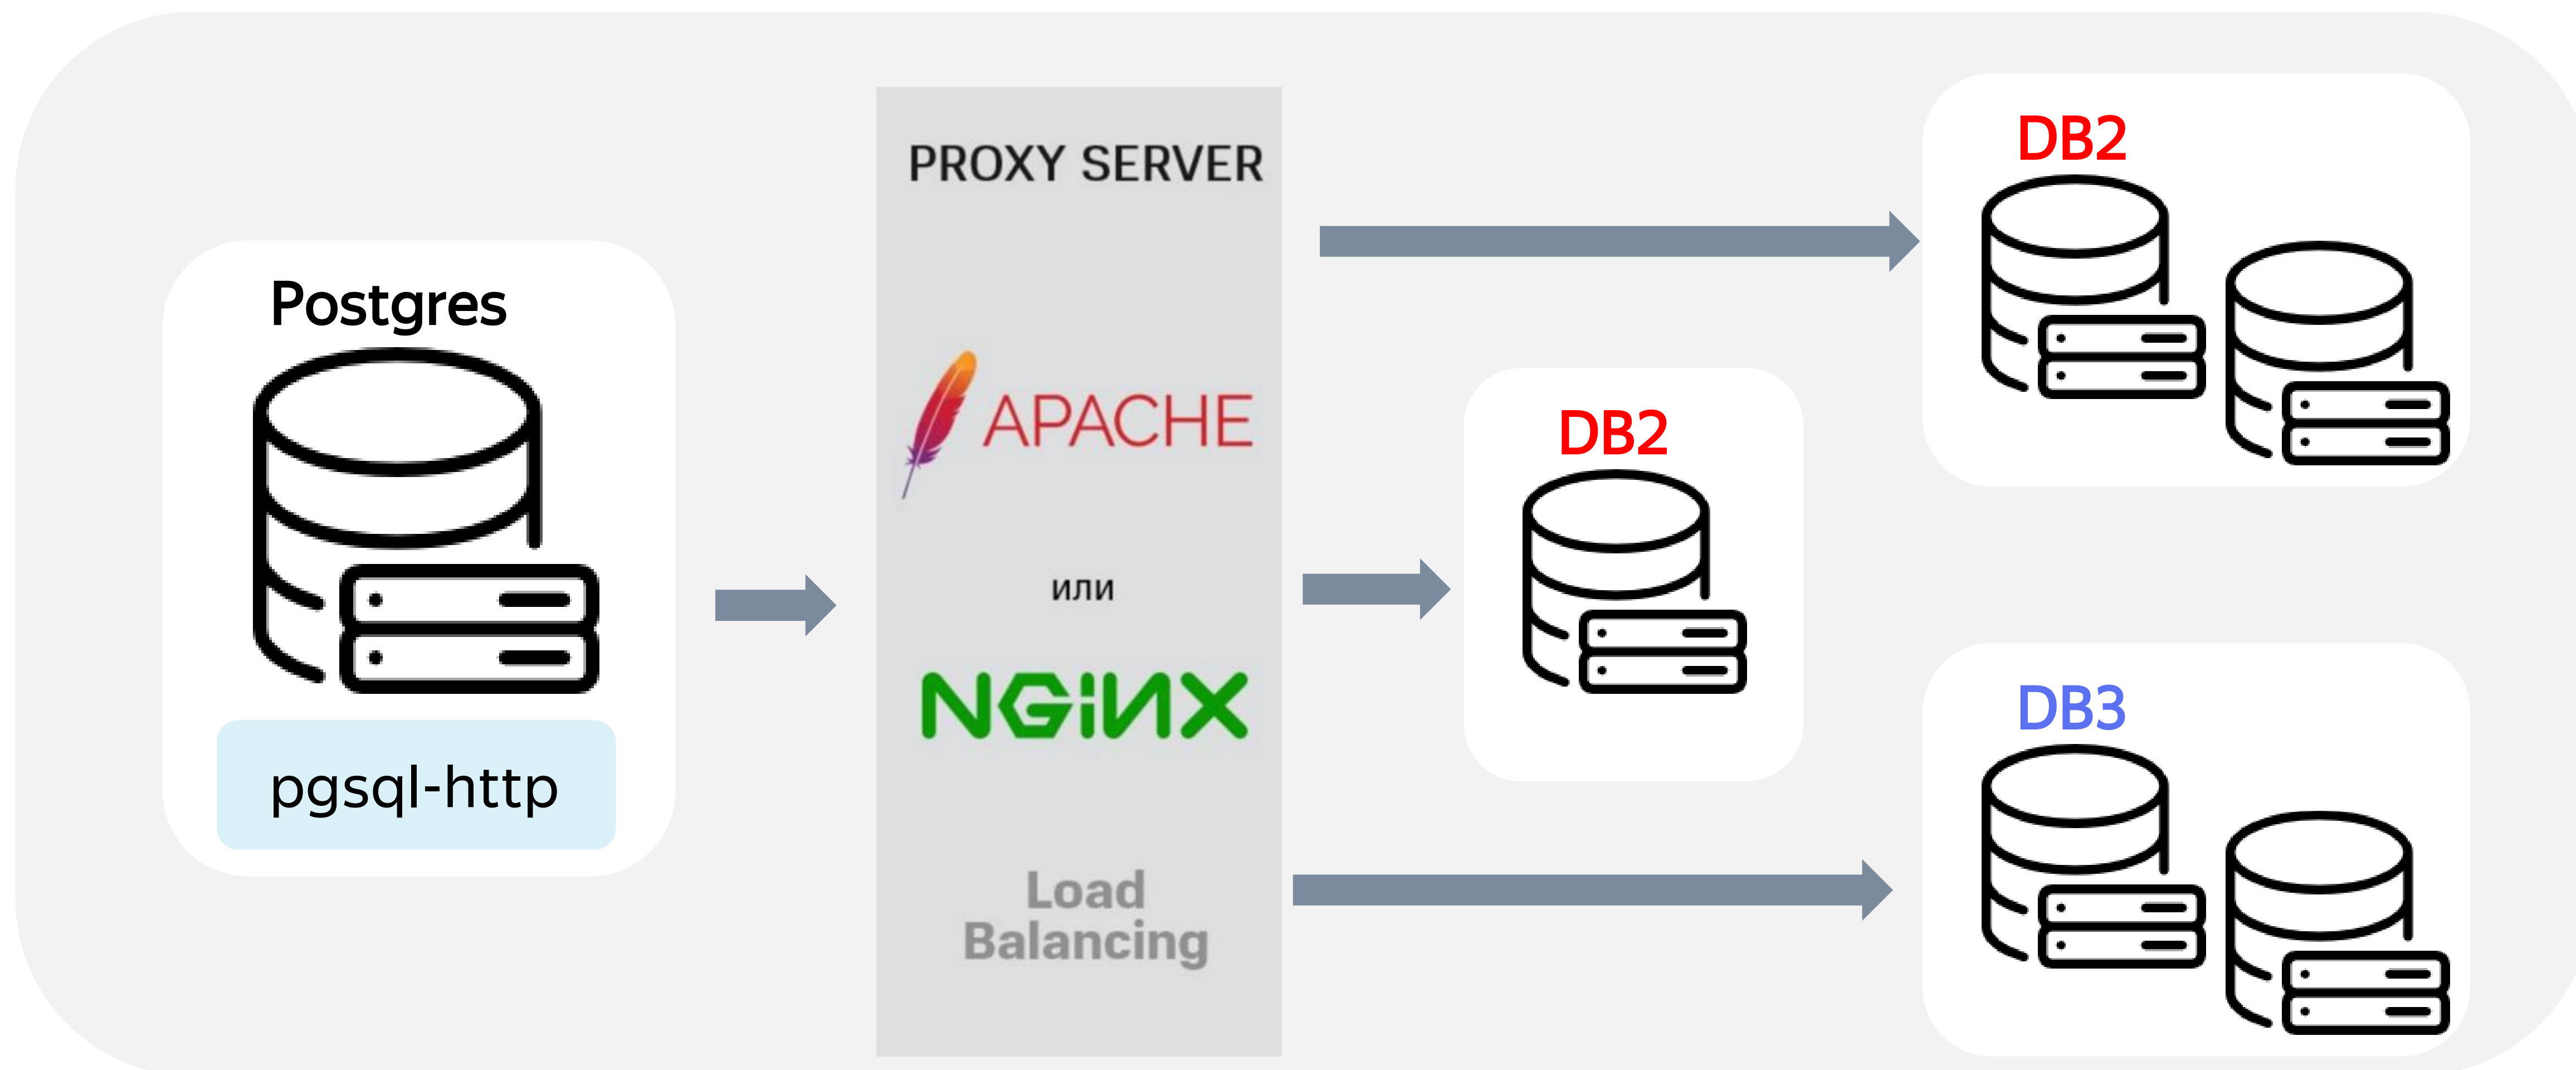 Postgres
pgsql-http
PROXY SERVER
APACHE
или
NGiNX
Load
Balancing
DB2
DB2
DB3